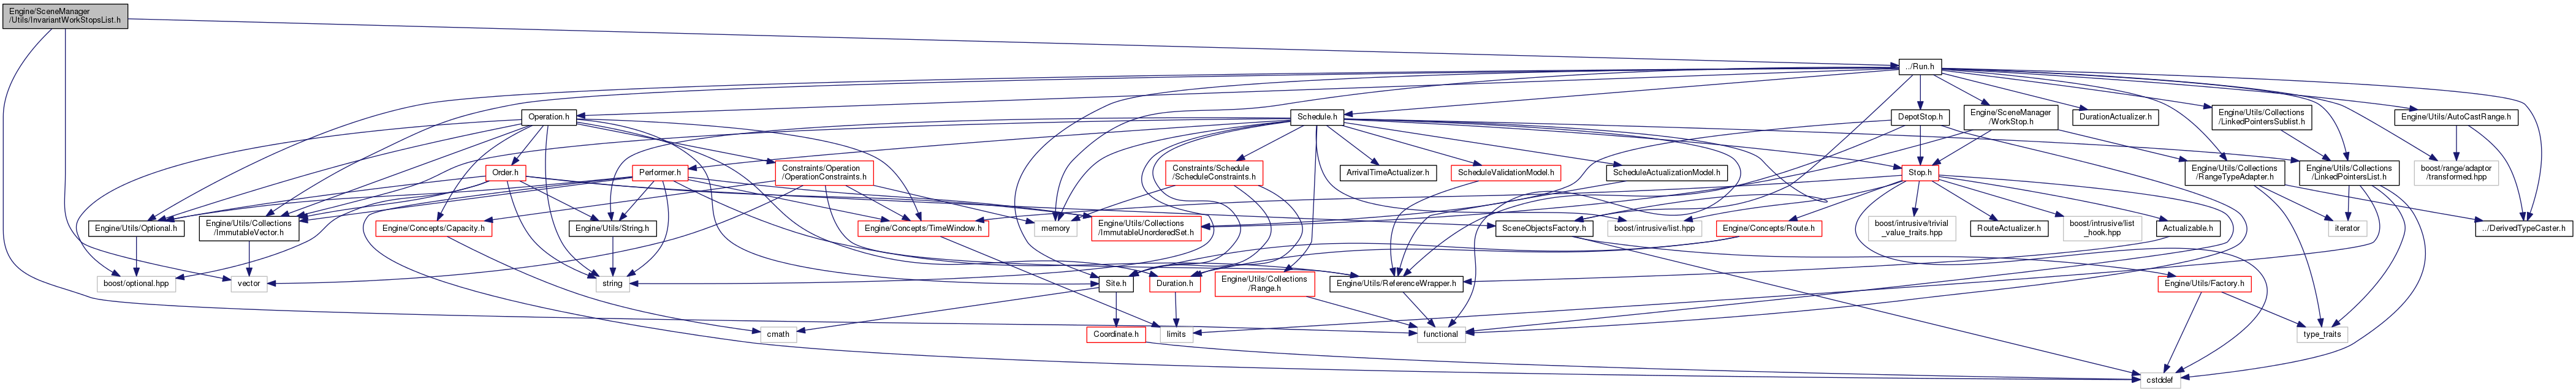 Engine/SceneManager
/Utils/InvariantWorkStopsList.h
../Run.h
Operation.h
Schedule.h
DepotStop.h
Engine/SceneManager
/WorkStop.h
DurationActualizer.h
Engine/Utils/Collections
/LinkedPointersSublist.h
Engine/Utils/AutoCastRange.h
Order.h
Performer.h
Constraints/Operation
/OperationConstraints.h
Constraints/Schedule
/ScheduleConstraints.h
ArrivalTimeActualizer.h
ScheduleValidationModel.h
ScheduleActualizationModel.h
Stop.h
Engine/Utils/Collections
/RangeTypeAdapter.h
Engine/Utils/Collections
/LinkedPointersList.h
boost/range/adaptor
/transformed.hpp
Engine/Utils/Optional.h
Engine/Utils/Collections
/ImmutableVector.h
Engine/Concepts/Capacity.h
Engine/Utils/String.h
Engine/Concepts/TimeWindow.h
memory
Engine/Utils/Collections
/ImmutableUnorderedSet.h
SceneObjectsFactory.h
boost/intrusive/list.hpp
Engine/Concepts/Route.h
boost/intrusive/trivial
_value_traits.hpp
RouteActualizer.h
boost/intrusive/list
_hook.hpp
Actualizable.h
iterator
../DerivedTypeCaster.h
boost/optional.hpp
vector
string
Site.h
Duration.h
Engine/Utils/Collections
/Range.h
Engine/Utils/ReferenceWrapper.h
Engine/Utils/Factory.h
cmath
Coordinate.h
limits
functional
type_traits
cstddef